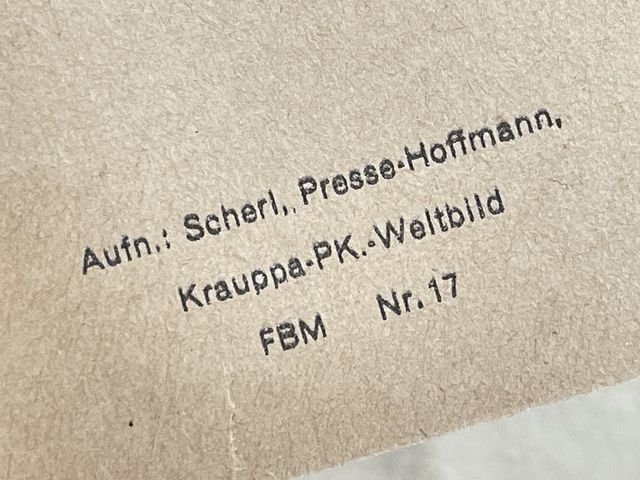 Aufn.: Scherl, Presse-Hoffmann,
Krauppa-PK.-Weltbild
FBM Nr. 17